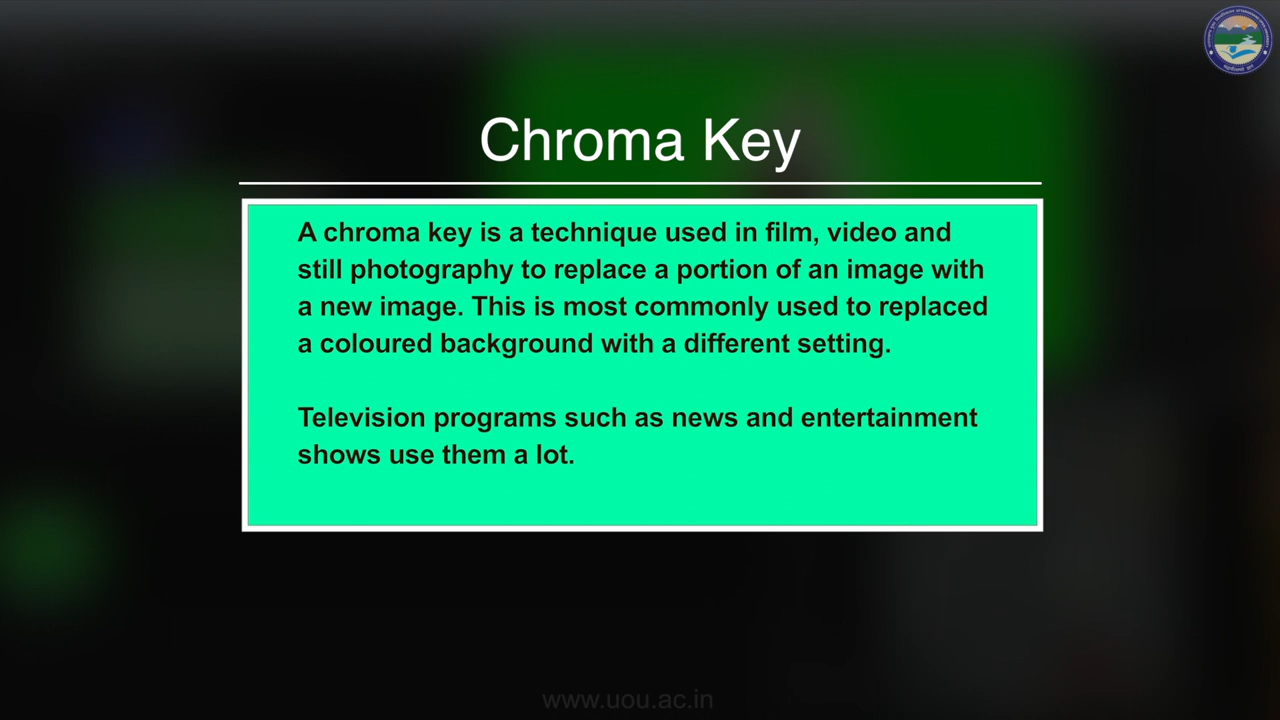 Chroma Key
A chroma key is a technique used in film, video and
still photography to replace a portion of an image with
a new image. This is most commonly used to replaced
a coloured background with a different setting.
Television programs such as news and entertainment
shows use them a lot.
www.uou.ac.in